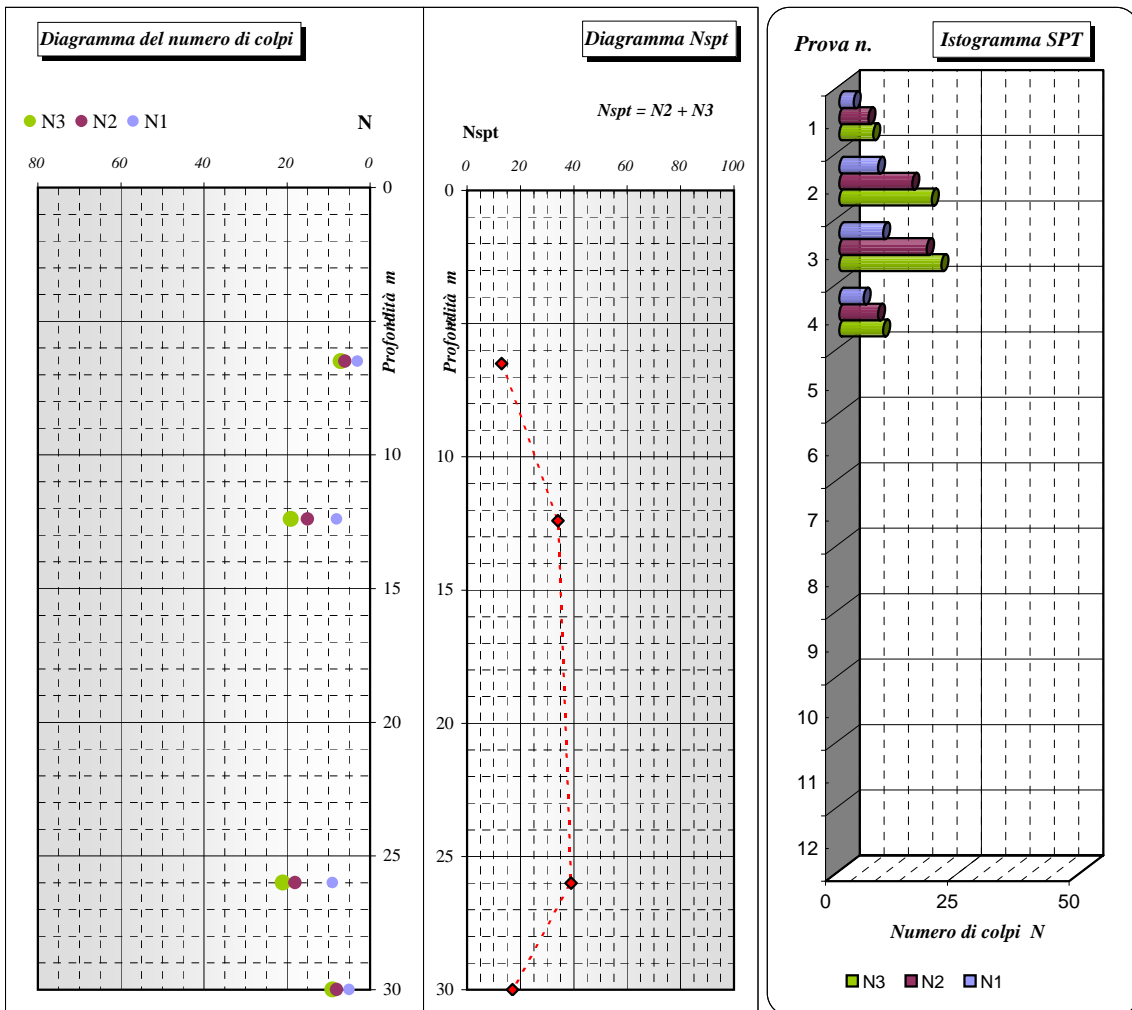 Diagramma del numero di colpi
N3 N2 N1 N
80 60 40 20 0
0
Profondità m
10
15
20
25
30
Diagramma Nspt
Nspt = N2 + N3
Nspt
0 20 40 60 80 100
0
Profondità m
10
15
20
25
30
Prova n.
Istogramma SPT
1
2
3
4
5
6
7
8
9
10
11
12
0 25 50
Numero di colpi N
N3 N2 N1